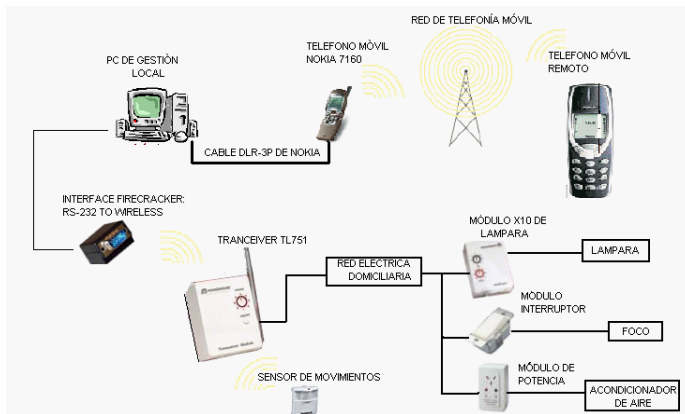 RED DE TELEFONÍA MÓVIL
TELEFONO MÒVIL
NOKIA 7160
PC DE GESTIÒN
LOCAL
TELEFONO MÓVIL
REMOTO
CABLE DLR-3P DE NOKIA
INTERFACE FIRECRACKER:
RS-232 TO WIRELESS
TRANCEIVER TL751
MÓDULO X10 DE
LAMPARA
LAMPARA
RED ELECTRICA
DOMICILIARIA
MÒDULO
INTERRUPTOR
FOCO
SENSOR DE MOVIMIENTOS
MÓDULO DE
POTENCIA
ACONDICIONADOR
DE AIRE